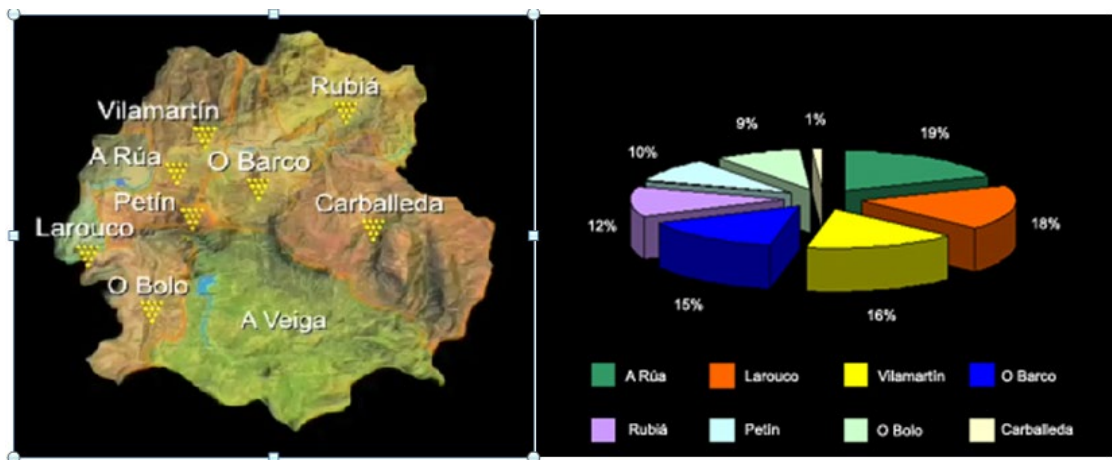 Rubiá
Vilamartín
A Rúa
O Barco
Petín
Carballeda
Larouco
O Bolo
A Veiga
9%
1%
19%
10%
12%
18%
15%
16%
A Rúa
Larouco
Vilamartín
O Barco
Rubiá
Petín
O Bolo
Carballeda